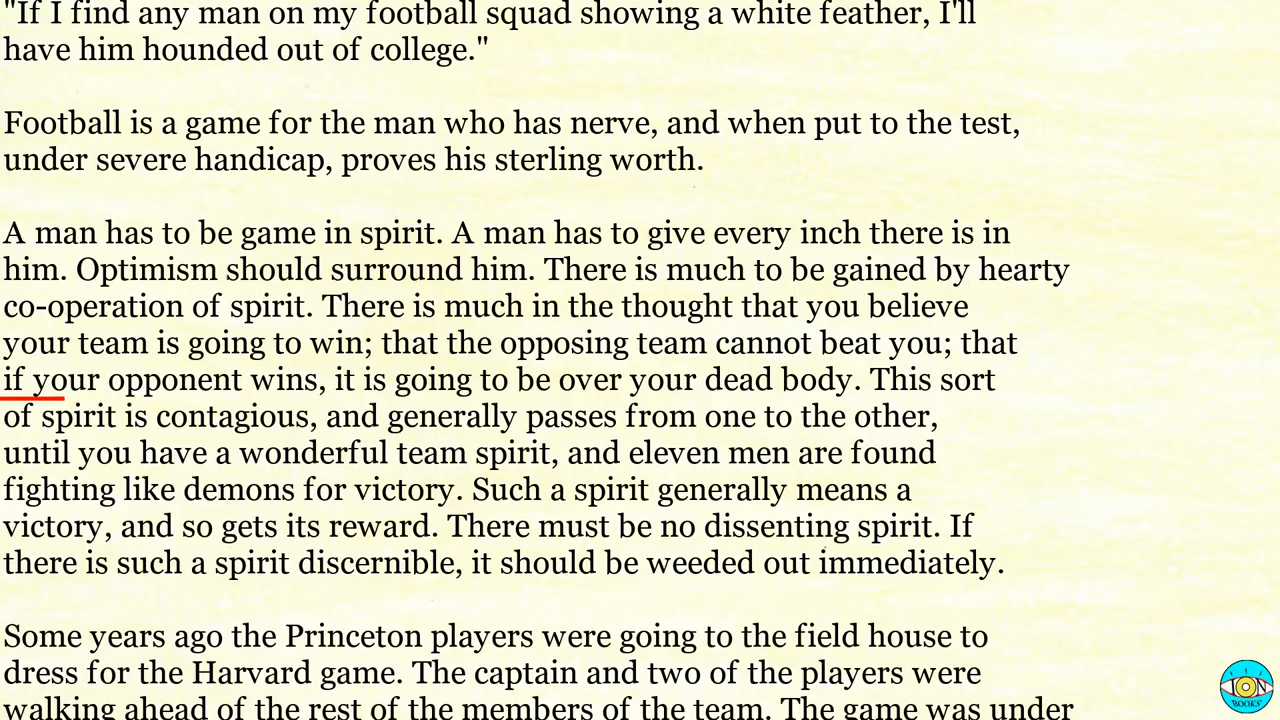 "If I find any man on my football squad showing a white feather, I'll
have him hounded out of college."
Football is a game for the man who has nerve, and when put to the test,
under severe handicap, proves his sterling worth.
A man has to be game in spirit. A man has to give every inch there is in
him. Optimism should surround him. There is much to be gained by hearty
co-operation of spirit. There is much in the thought that you believe
your team is going to win; that the opposing team cannot beat you; that
if your opponent wins, it is going to be over your dead body. This sort
of spirit is contagious, and generally passes from one to the other,
until you have a wonderful team spirit, and eleven men are found
fighting like demons for victory. Such a spirit generally means a
victory, and so gets its reward. There must be no dissenting spirit. If
there is such a spirit discernible, it should be weeded out immediately.
Some years ago the Princeton players were going to the field house to
dress for the Harvard game. The captain and two of the players were
walking ahead of the rest of the members of the team. The game was under
ION
BOOKS